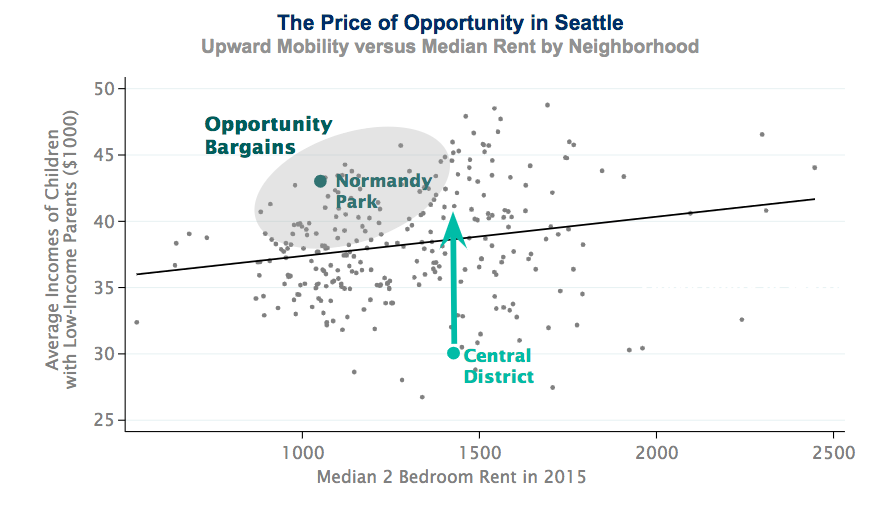 The Price of Opportunity in Seattle
Upward Mobility versus Median Rent by Neighborhood
Average Incomes of Children
with Low-Income Parents ($1000)
50
45
40
35
30
25
Opportunity
Bargains
Normandy
Park
Central
District
1000
1500
2000
2500
Median 2 Bedroom Rent in 2015